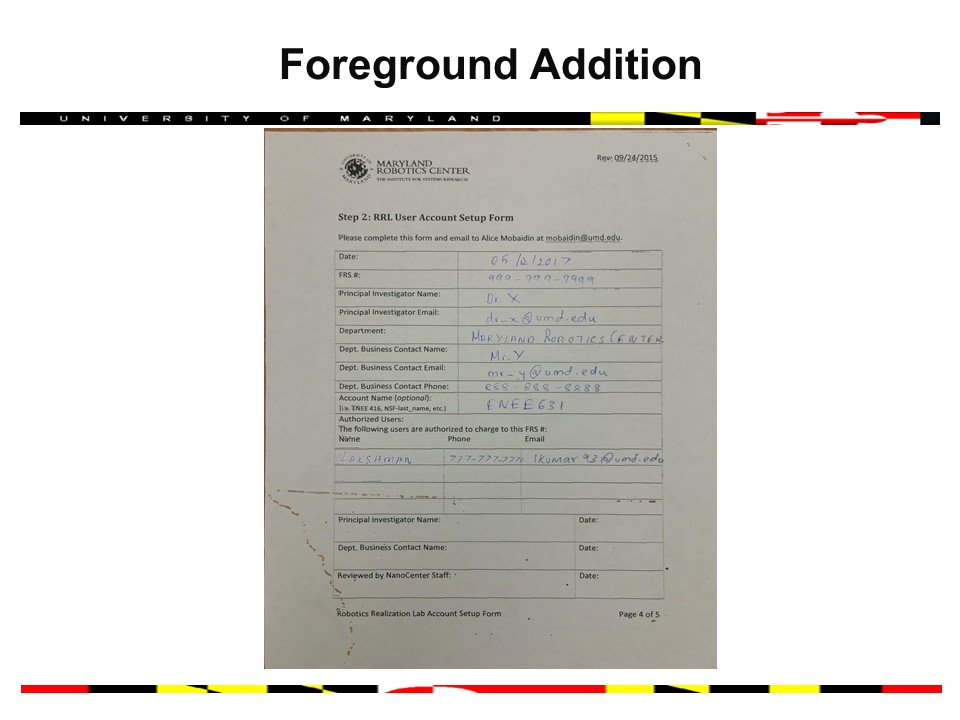 Foreground Addition
UNIVERSITY OF MARYLAND
MARYLAND
ROBOTICS CENTER
THE INSTITUTE FOR SYSTEMS RESEARCH
Rev: 09/24/2015
Step 2: RRL User Account Setup Form
Please complete this form and email to Alice Mobaidin at mobaidin@umd.edu.
Date: 05/2/2017
FRS #: 999-999-9999
Principal Investigator Name: Dr. X
Principal Investigator Email: dr_x@umd.edu
Department: MARYLAND ROBOTICS CENTER
Dept. Business Contact Name: Mr. Y
Dept. Business Contact Email: mr_y@umd.edu
Dept. Business Contact Phone: 888-888-8888
Account Name (optional): ENEE631
(i.e. ENEE 416, NSF-last_name, etc.)
Authorized Users:
The following users are authorized to charge to this FRS #:
Name Phone Email
LAKSHMAN 777-777-7777 lkumar93@umd.edu
Principal Investigator Name: Date:
Dept. Business Contact Name: Date:
Reviewed by NanoCenter Staff: Date:
Robotics Realization Lab Account Setup Form Page 4 of 5